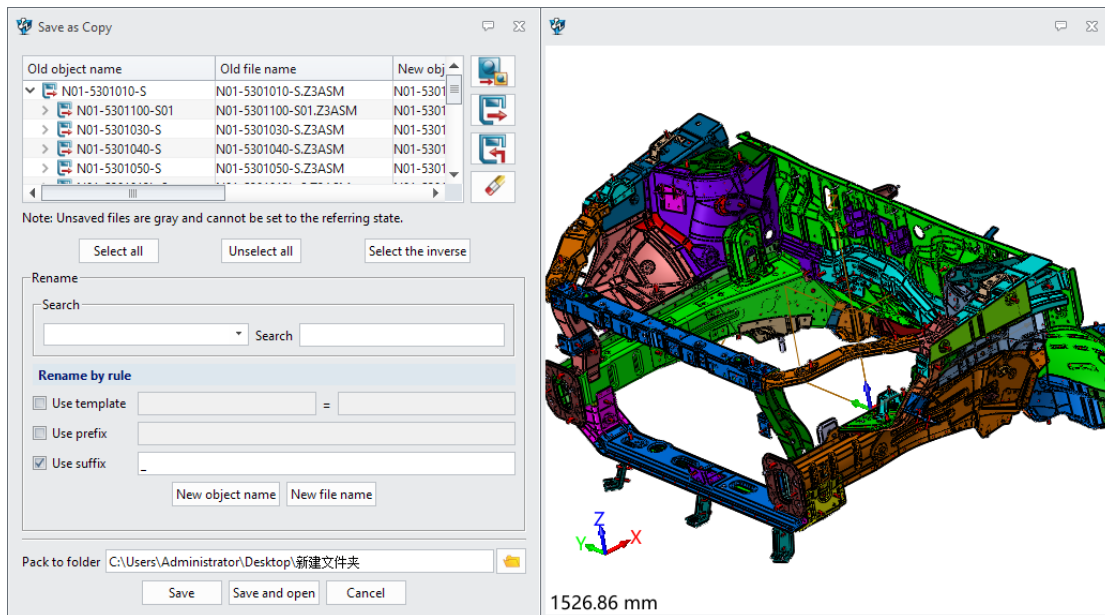 Save as Copy
Old object name Old file name New obj
N01-5301010-S N01-5301010-S.Z3ASM N01-5301
N01-5301100-S01 N01-5301100-S01.Z3ASM N01-5301
N01-5301030-S N01-5301030-S.Z3ASM N01-5301
N01-5301040-S N01-5301040-S.Z3ASM N01-5301
N01-5301050-S N01-5301050-S.Z3ASM N01-5301
Note: Unsaved files are gray and cannot be set to the referring state.
Select all Unselect all Select the inverse
Rename
Search
Search
Rename by rule
Use template =
Use prefix
Use suffix _
New object name New file name
Pack to folder C:\Users\Administrator\Desktop\新建文件夹
Save Save and open Cancel
Z
Y X
1526.86 mm